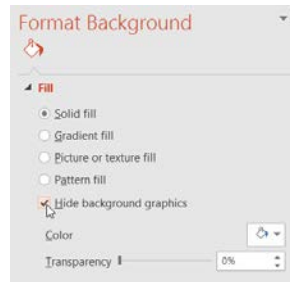 Format Background
Fill
Solid fill
Gradient fill
Picture or texture fill
Pattern fill
Hide background graphics
Color
Transparency 0%